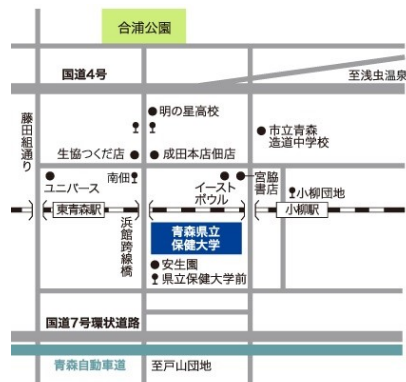 合浦公園
国道4号
至浅虫温泉
藤田組通り
明の星高校
市立青森
造道中学校
生協つくだ店
成田本店佃店
ユニバース
南佃
イースト
ボウル
宮脇
書店
小柳団地
東青森駅
浜館跨線橋
小柳駅
青森県立
保健大学
安生園
県立保健大学前
国道7号環状道路
青森自動車道
至戸山団地